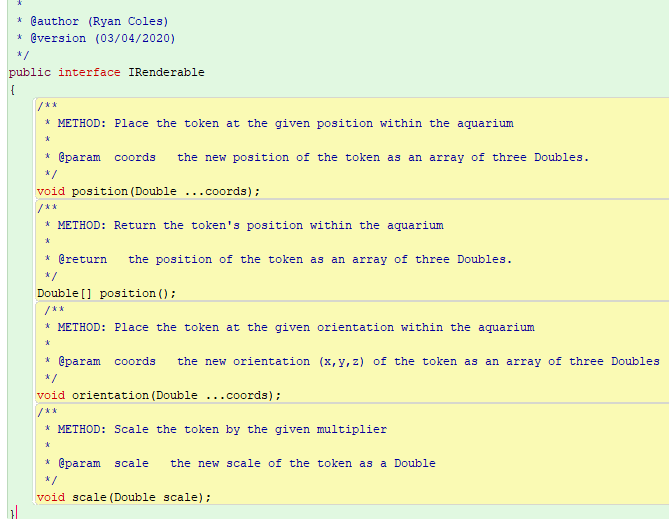 *
* @author (Ryan Coles)
* @version (03/04/2020)
*/
public interface IRenderable
{
/**
* METHOD: Place the token at the given position within the aquarium
*
* @param  coords   the new position of the token as an array of three Doubles.
*/
void position(Double ...coords);
/**
* METHOD: Return the token's position within the aquarium
*
* @return   the position of the token as an array of three Doubles.
*/
Double[] position();
/**
* METHOD: Place the token at the given orientation within the aquarium
*
* @param  coords   the new orientation (x,y,z) of the token as an array of three Doubles
*/
void orientation(Double ...coords);
/**
* METHOD: Scale the token by the given multiplier
*
* @param  scale   the new scale of the token as a Double
*/
void scale(Double scale);
}